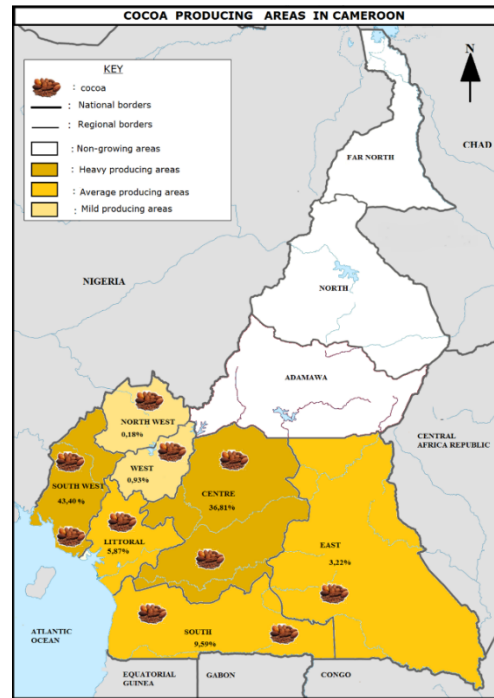 COCOA PRODUCING AREAS IN CAMEROON
KEY
: cocoa
: National borders
: Regional borders
: Non-growing areas
: Heavy producing areas
: Average producing areas
: Mild producing areas
N
CHAD
FAR NORTH
NIGERIA
NORTH
ADAMAWA
CENTRAL
AFRICA REPUBLIC
NORTH WEST
0,18%
WEST
0,93%
SOUTH WEST
43,40%
CENTRE
36,81%
LITTORAL
5,87%
EAST
3,22%
SOUTH
9,59%
ATLANTIC
OCEAN
EQUATORIAL
GUINEA
GABON
CONGO